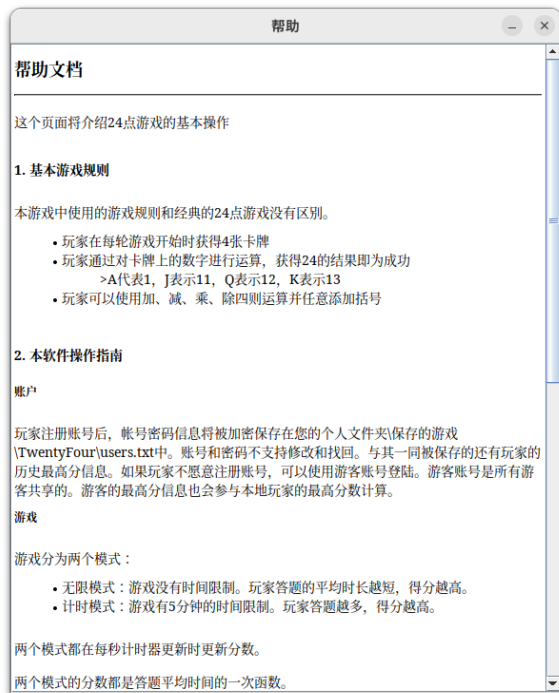 帮助
帮助文档
这个页面将介绍24点游戏的基本操作
1. 基本游戏规则
本游戏中使用的游戏规则和经典的24点游戏没有区别。
• 玩家在每轮游戏开始时获得4张卡牌
• 玩家通过对卡牌上的数字进行运算，获得24的结果即为成功
>A代表1，J表示11，Q表示12，K表示13
• 玩家可以使用加、减、乘、除四则运算并任意添加括号
2. 本软件操作指南
账户
玩家注册账号后，帐号密码信息将被加密保存在您的个人文件夹\保存的游戏
\TwentyFour\users.txt中。账号和密码不支持修改和找回。与其一同被保存的还有玩家的
历史最高分信息。如果玩家不愿意注册账号，可以使用游客账号登陆。游客账号是所有游
客共享的。游客的最高分信息也会参与本地玩家的最高分数计算。
游戏
游戏分为两个模式：
• 无限模式：游戏没有时间限制。玩家答题的平均时长越短，得分越高。
• 计时模式：游戏有5分钟的时间限制。玩家答题越多，得分越高。
两个模式都在每秒计时器更新时更新分数。
两个模式的分数都是答题平均时间的一次函数。